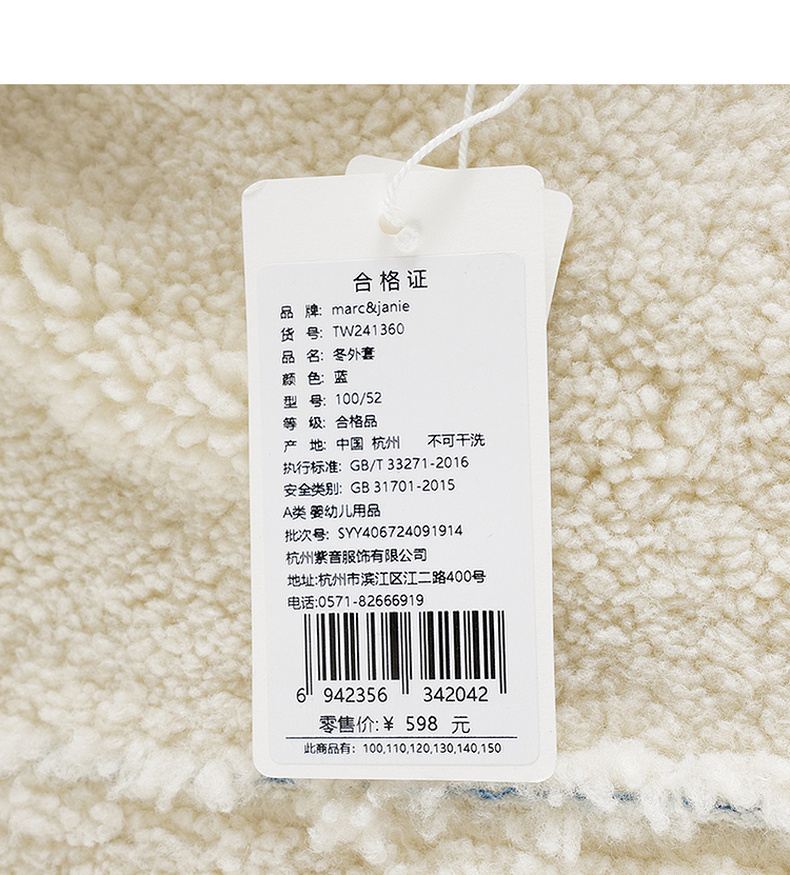 合格证
品 牌: marc&janie
货 号: TW241360
品 名: 冬外套
颜 色: 蓝
型 号: 100/52
等 级: 合格品
产 地: 中国 杭州 不可干洗
执行标准: GB/T 33271-2016
安全类别: GB 31701-2015
A类 婴幼儿用品
批次号: SYY406724091914
杭州紫音服饰有限公司
地址:杭州市滨江区江二路400号
电话:0571-82666919
6 942356 342042
零售价:¥ 598 元
此商品有: 100,110,120,130,140,150